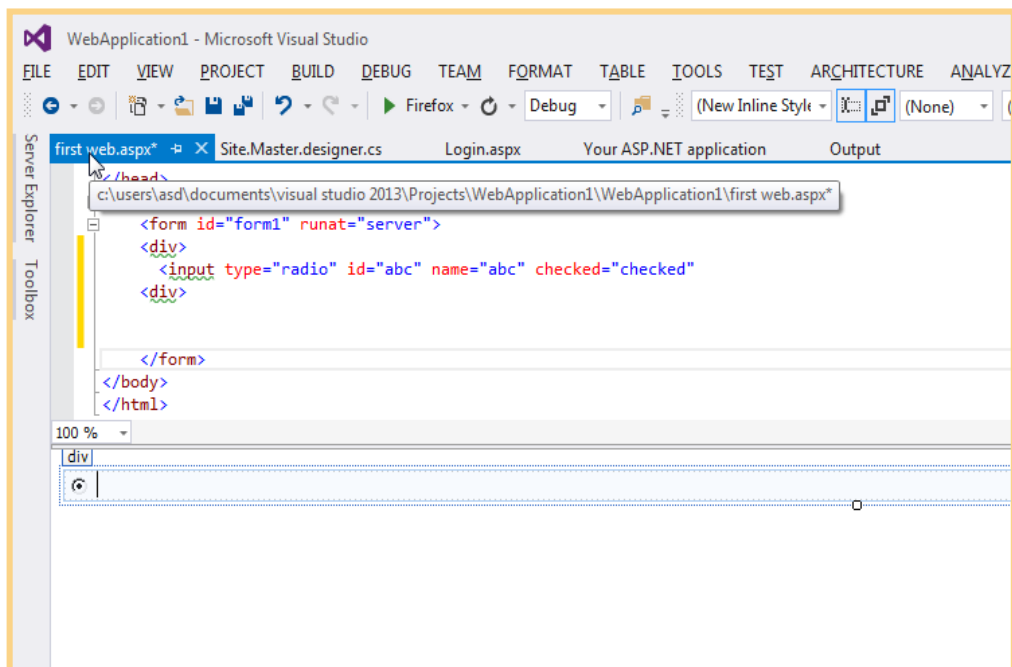 WebApplication1 - Microsoft Visual Studio
FILE EDIT VIEW PROJECT BUILD DEBUG TEAM FORMAT TABLE TOOLS TEST ARCHITECTURE ANALYZ
Firefox Debug (New Inline Style (None) (
first web.aspx* Site.Master.designer.cs Login.aspx Your ASP.NET application Output
Server Explorer
Toolbox
</head>
c:\users\asd\documents\visual studio 2013\Projects\WebApplication1\WebApplication1\first web.aspx*
<form id="form1" runat="server">
<div>
<input type="radio" id="abc" name="abc" checked="checked"
<div>
</form>
</body>
</html>
100 %
div